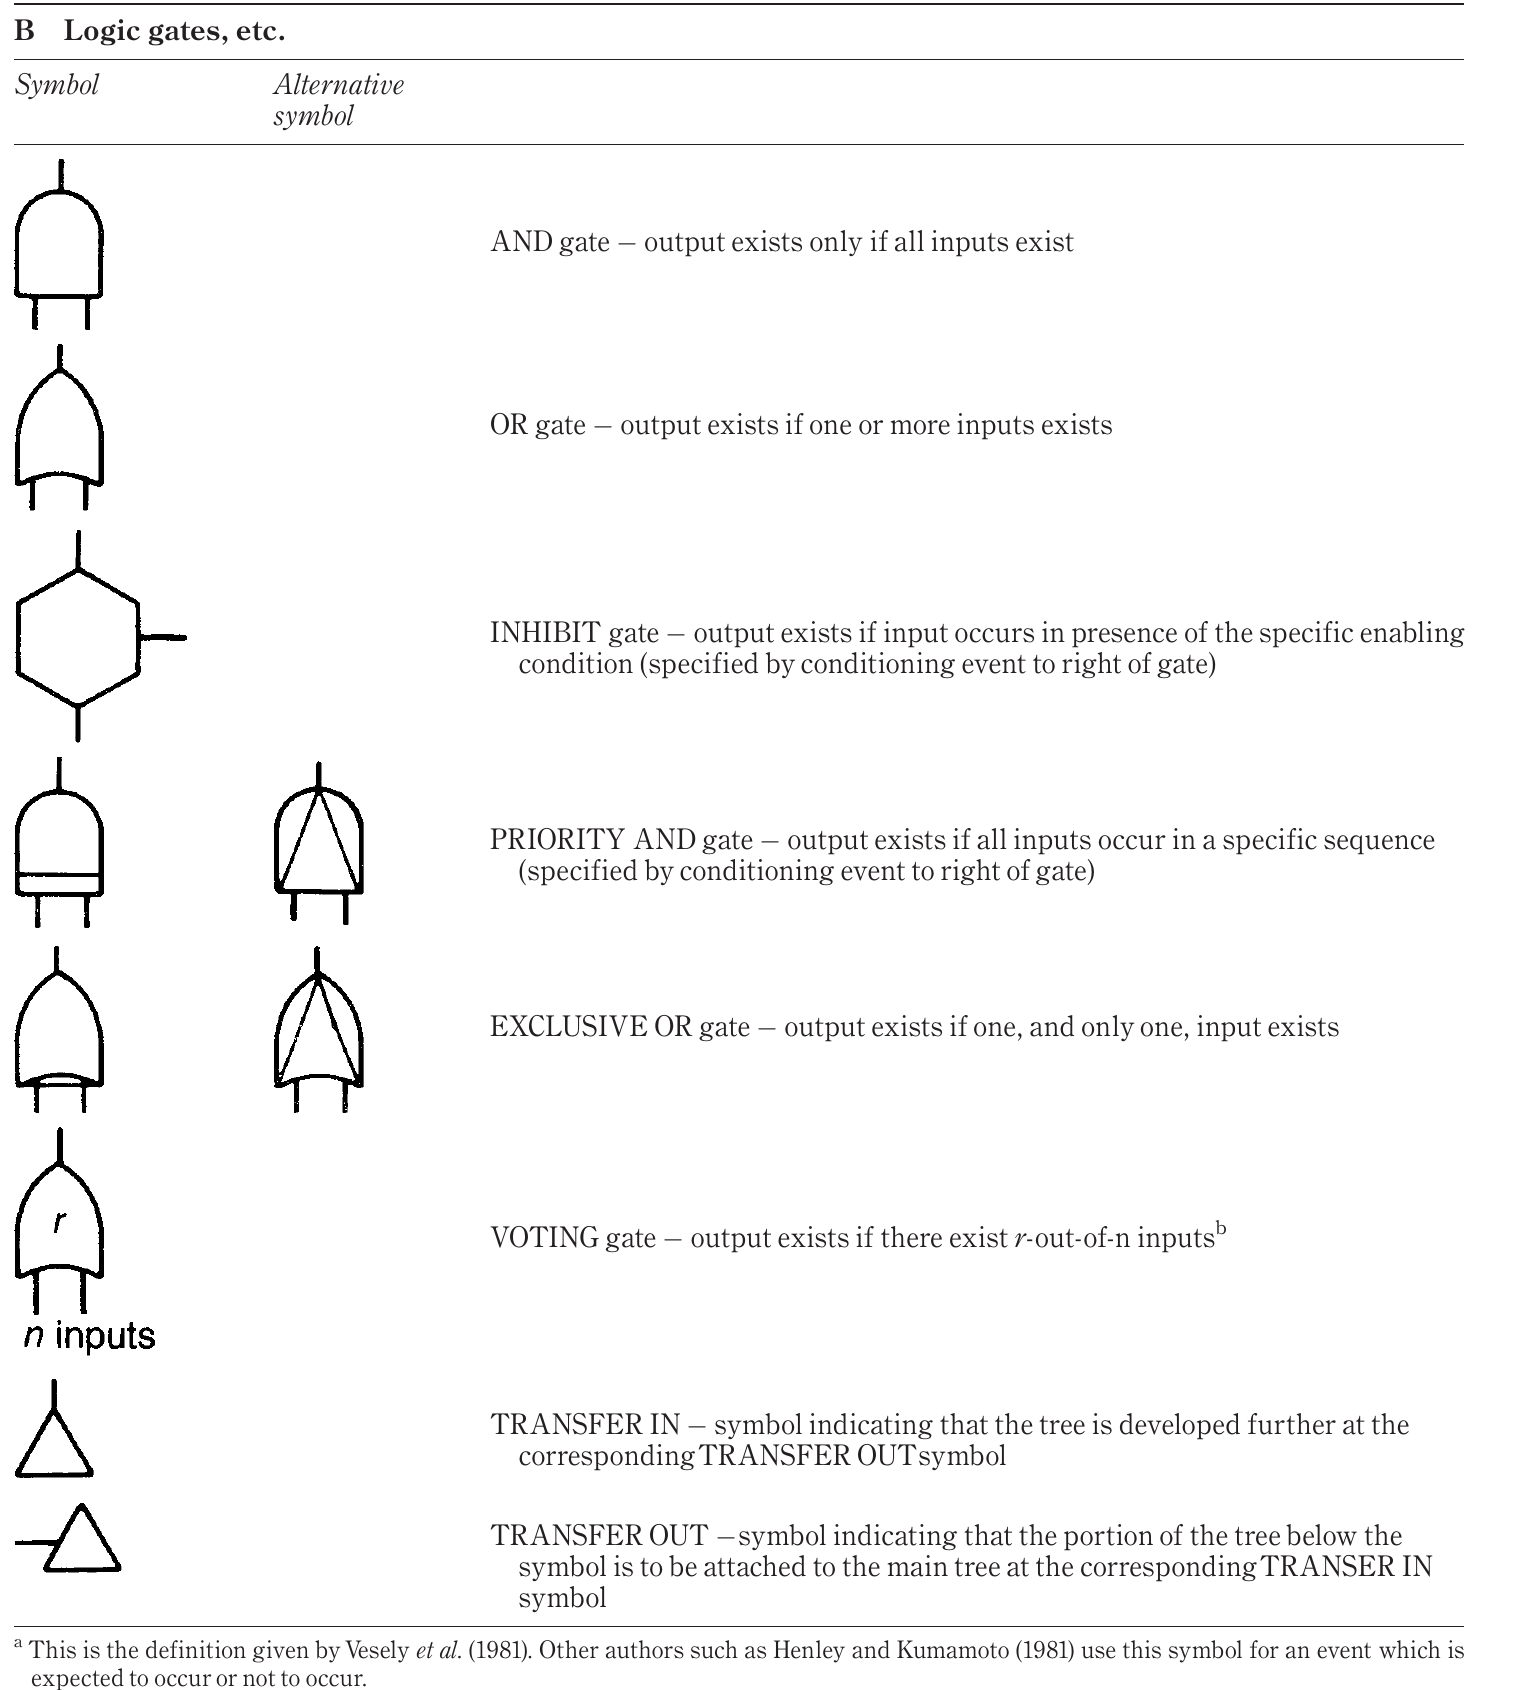 B Logic gates, etc.
Symbol Alternative
symbol
AND gate – output exists only if all inputs exist
OR gate – output exists if one or more inputs exists
INHIBIT gate – output exists if input occurs in presence of the specific enabling
condition (specified by conditioning event to right of gate)
PRIORITY AND gate – output exists if all inputs occur in a specific sequence
(specified by conditioning event to right of gate)
EXCLUSIVE OR gate – output exists if one, and only one, input exists
r
VOTING gate – output exists if there exist r-out-of-n inputsᵇ
n inputs
TRANSFER IN – symbol indicating that the tree is developed further at the
corresponding TRANSFER OUT symbol
TRANSFER OUT – symbol indicating that the portion of the tree below the
symbol is to be attached to the main tree at the corresponding TRANSER IN
symbol
ᵃ This is the definition given by Vesely et al. (1981). Other authors such as Henley and Kumamoto (1981) use this symbol for an event which is
expected to occur or not to occur.